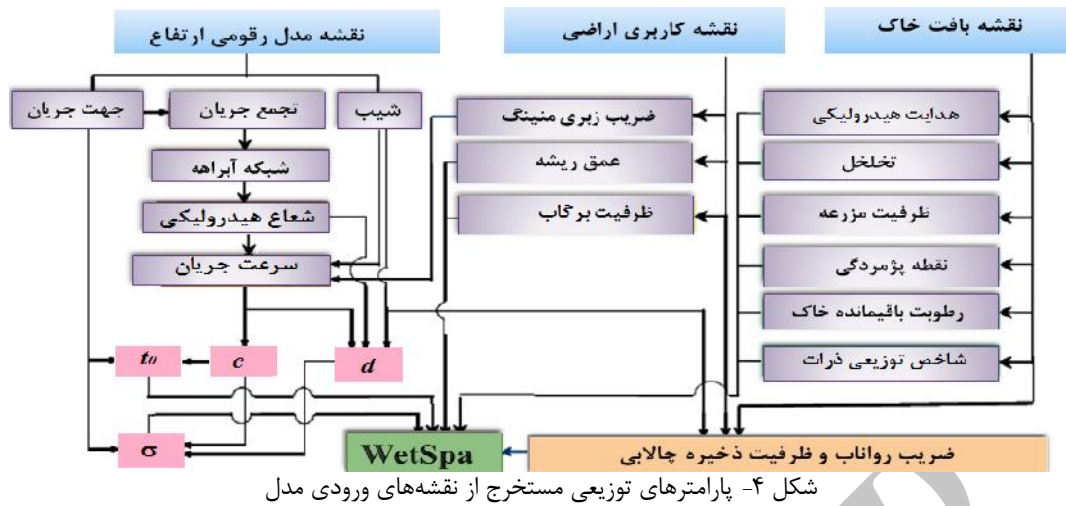 نقشه بافت خاک
نقشه کاربری اراضی
نقشه مدل رقومی ارتفاع
هدایت هیدرولیکی
تخلخل
ظرفیت مزرعه
نقطه پژمردگی
رطوبت باقیمانده خاک
شاخص توزیعی ذرات
ضریب زبری منینگ
عمق ریشه
ظرفیت برگاب
شیب
تجمع جریان
جهت جریان
شبکه آبراهه
شعاع هیدرولیکی
سرعت جریان
t₀
c
d
σ
WetSpa
ضریب رواناب و ظرفیت ذخیره چالابی
شکل ۴- پارامترهای توزیعی مستخرج از نقشه‌های ورودی مدل